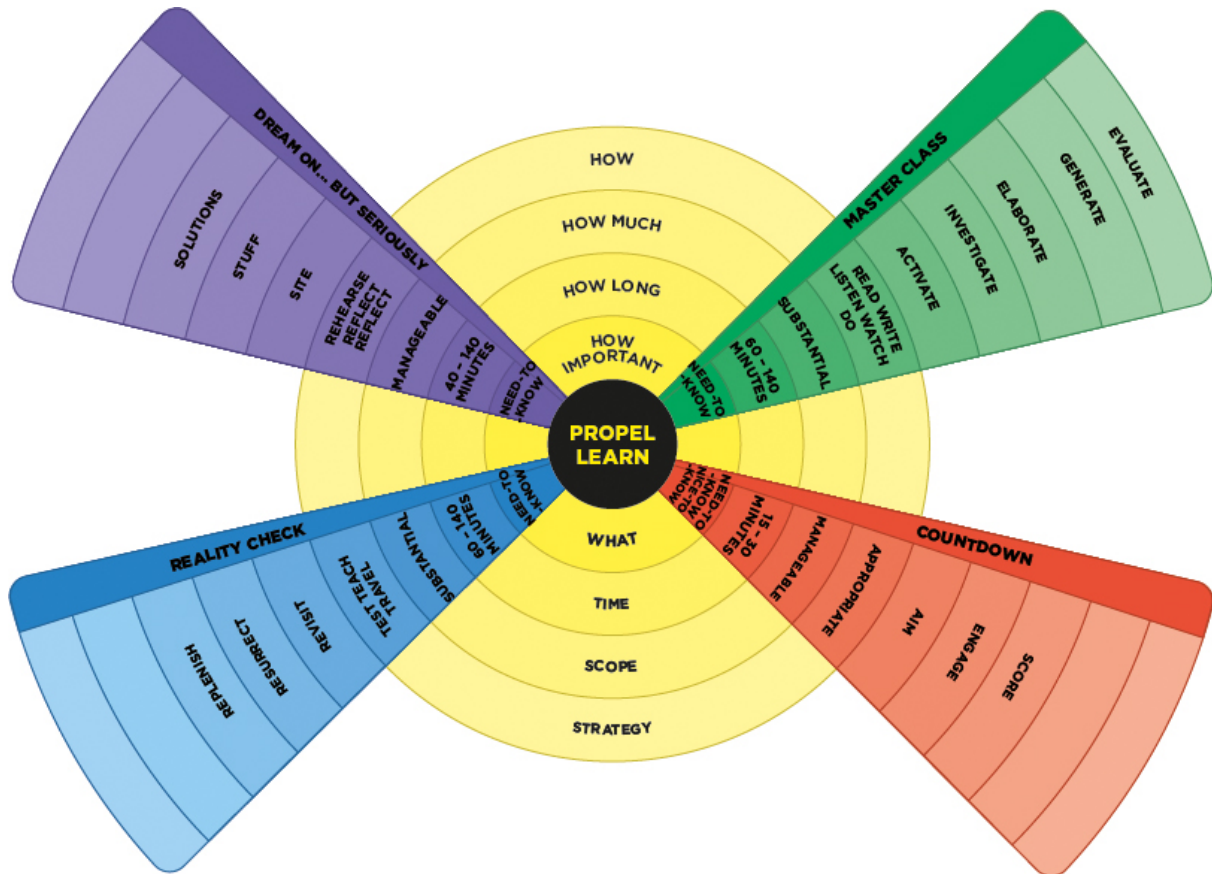 DREAM ON... BUT SERIOUSLY
SOLUTIONS
STUFF
SITE
REHEARSE
REFLECT
REFLECT
MANAGEABLE
40 – 140
MINUTES
NEED-TO
-KNOW
HOW
HOW MUCH
HOW LONG
HOW
IMPORTANT
MASTER CLASS
EVALUATE
GENERATE
ELABORATE
INVESTIGATE
ACTIVATE
READ WRITE
LISTEN WATCH
DO
SUBSTANTIAL
60 – 140
MINUTES
NEED-TO
-KNOW
PROPEL
LEARN
REALITY CHECK
REPLENISH
RESURRECT
REVISIT
TEST TEACH
TRAVEL
SUBSTANTIAL
60 – 140
MINUTES
NEED-TO
-KNOW
WHAT
TIME
SCOPE
STRATEGY
COUNTDOWN
NEED-TO
-KNOW
NICE-TO
-KNOW
15 – 30
MINUTES
MANAGEABLE
APPROPRIATE
AIM
ENGAGE
SCORE